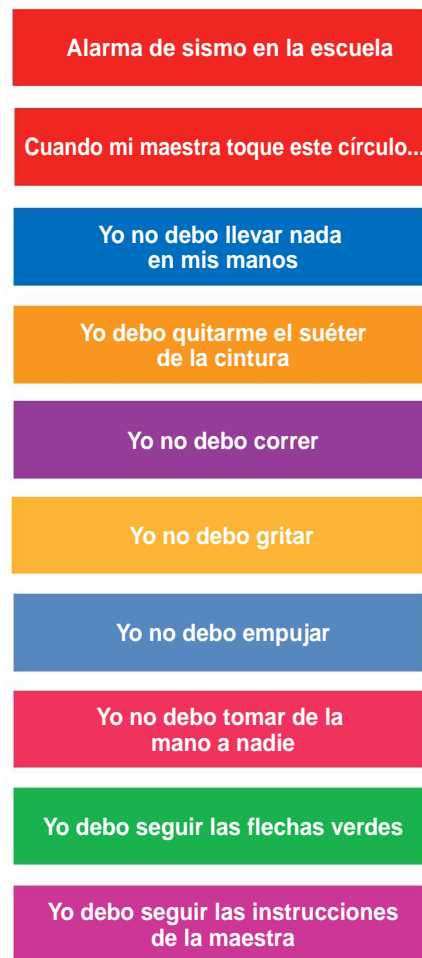 Alarma de sismo en la escuela
Cuando mi maestra toque este círculo...
Yo no debo llevar nada
en mis manos
Yo debo quitarme el suéter
de la cintura
Yo no debo correr
Yo no debo gritar
Yo no debo empujar
Yo no debo tomar de la
mano a nadie
Yo debo seguir las flechas verdes
Yo debo seguir las instrucciones
de la maestra